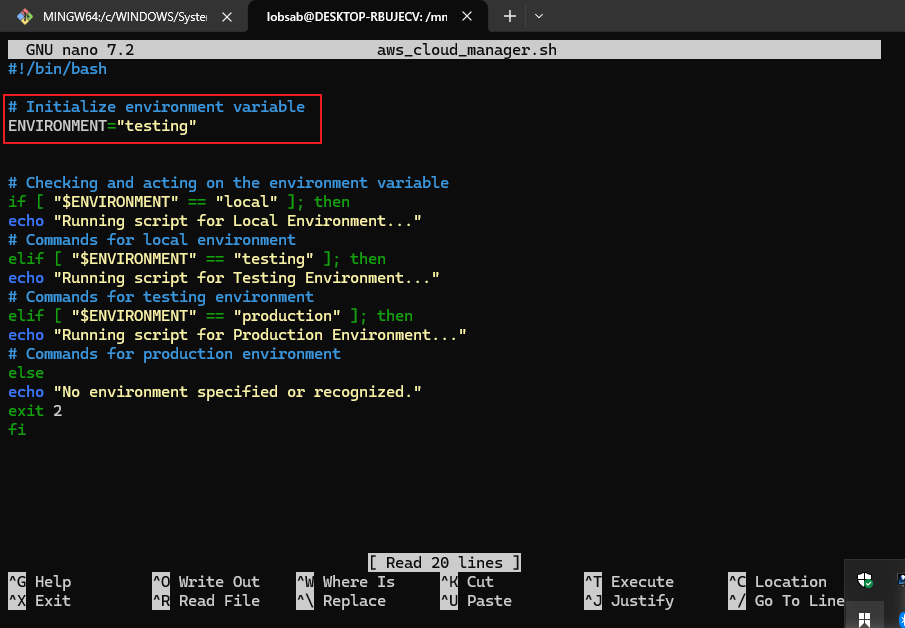 MINGW64:/c/WINDOWS/Syste
lobsab@DESKTOP-RBUJECV: /mn
GNU nano 7.2 aws_cloud_manager.sh
#!/bin/bash
# Initialize environment variable
ENVIRONMENT="testing"
# Checking and acting on the environment variable
if [ "$ENVIRONMENT" == "local" ]; then
echo "Running script for Local Environment..."
# Commands for local environment
elif [ "$ENVIRONMENT" == "testing" ]; then
echo "Running script for Testing Environment..."
# Commands for testing environment
elif [ "$ENVIRONMENT" == "production" ]; then
echo "Running script for Production Environment..."
# Commands for production environment
else
echo "No environment specified or recognized."
exit 2
fi
[ Read 20 lines ]
^G Help ^O Write Out ^W Where Is ^K Cut ^T Execute ^C Location
^X Exit ^R Read File ^\ Replace ^U Paste ^J Justify ^/ Go To Line